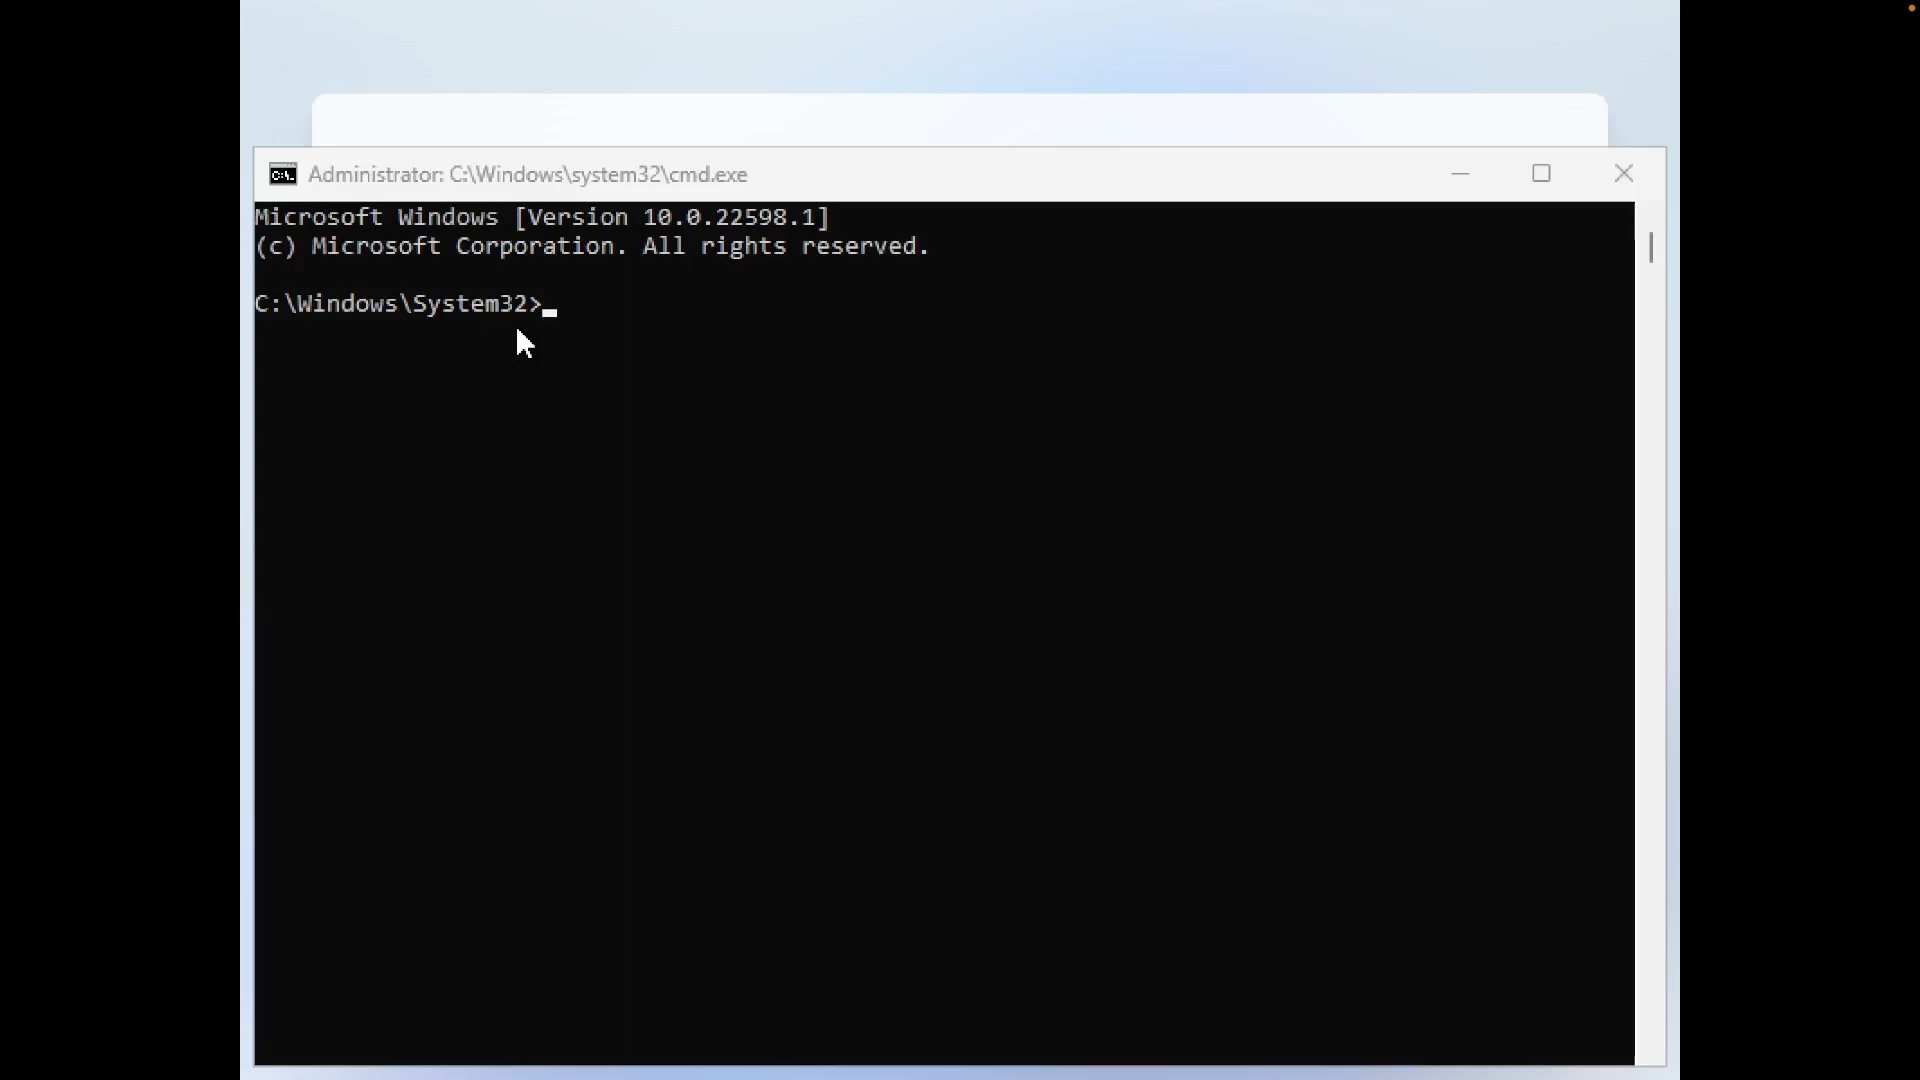 Administrator: C:\Windows\system32\cmd.exe
Microsoft Windows [Version 10.0.22598.1]
(c) Microsoft Corporation. All rights reserved.
C:\Windows\System32>